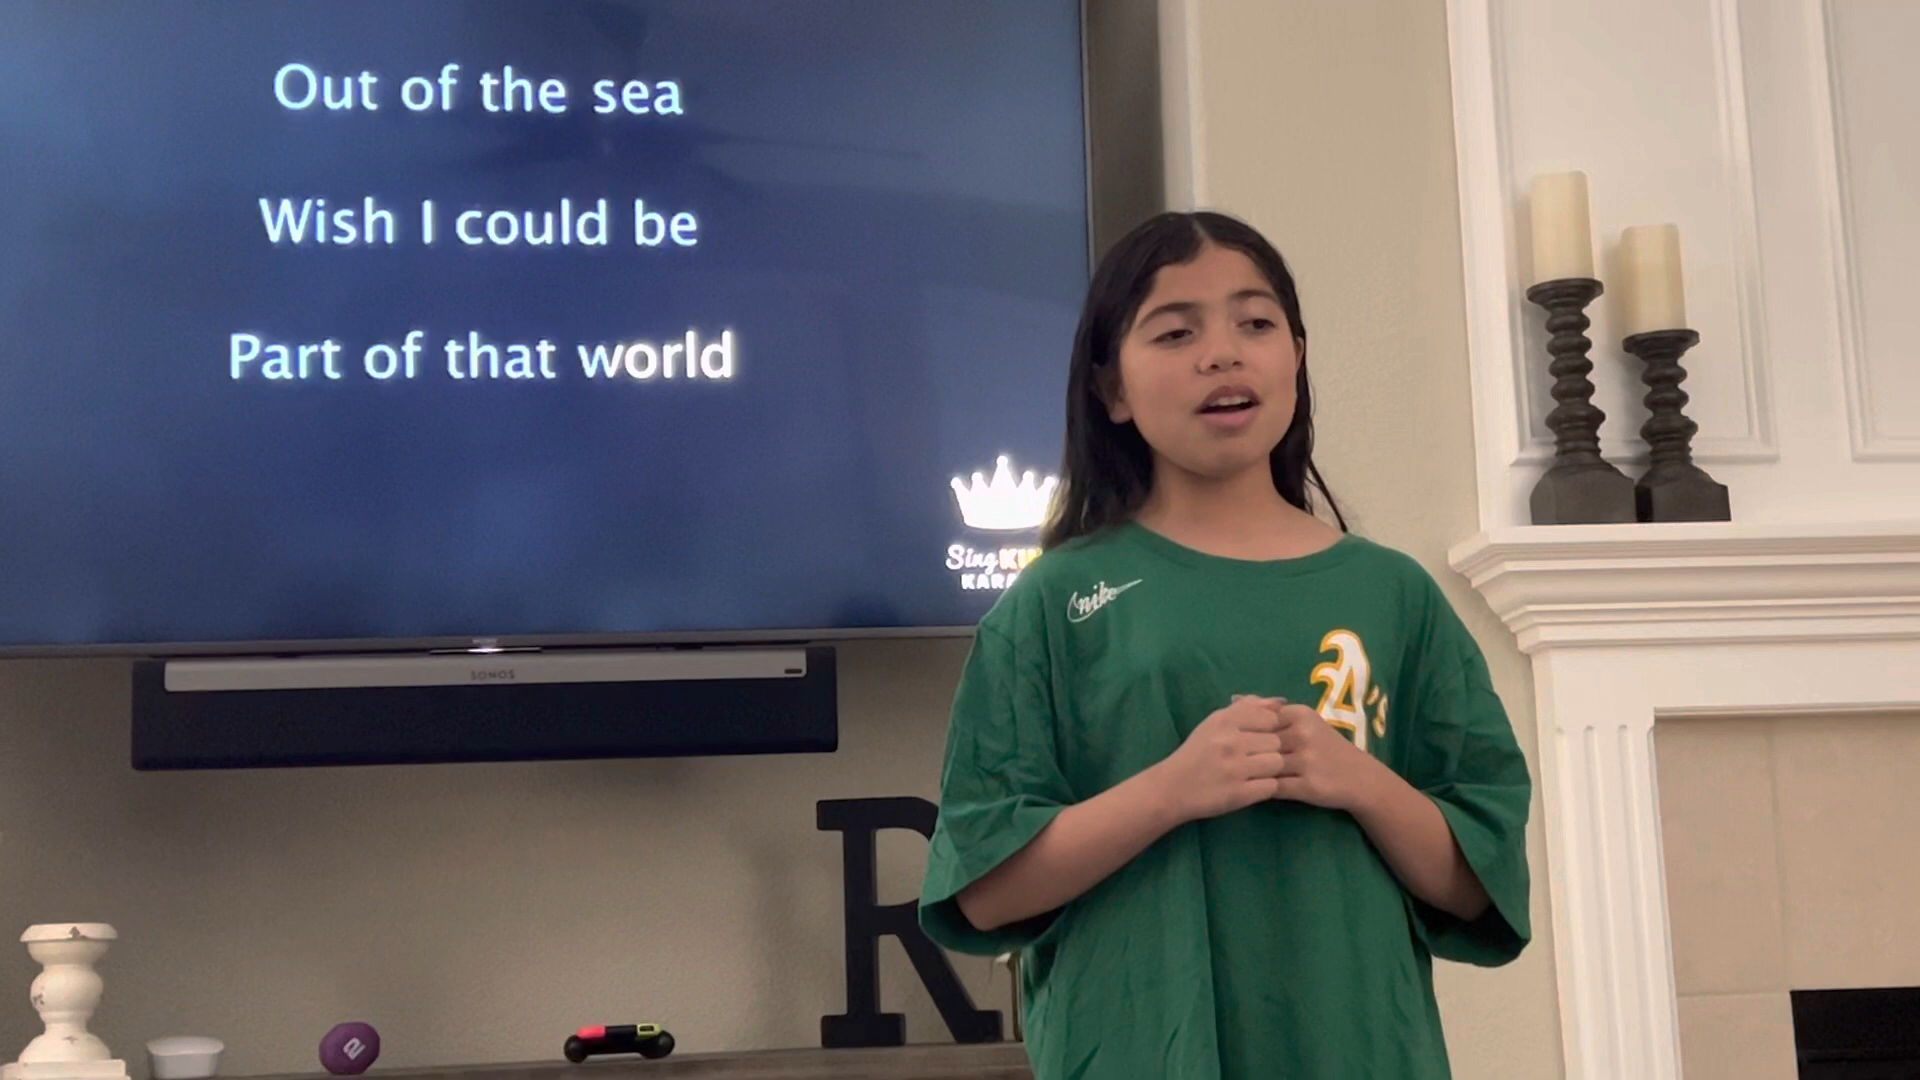 Out of the sea
Wish I could be
Part of that world
Sing
SONOS
nike
A's
R
2